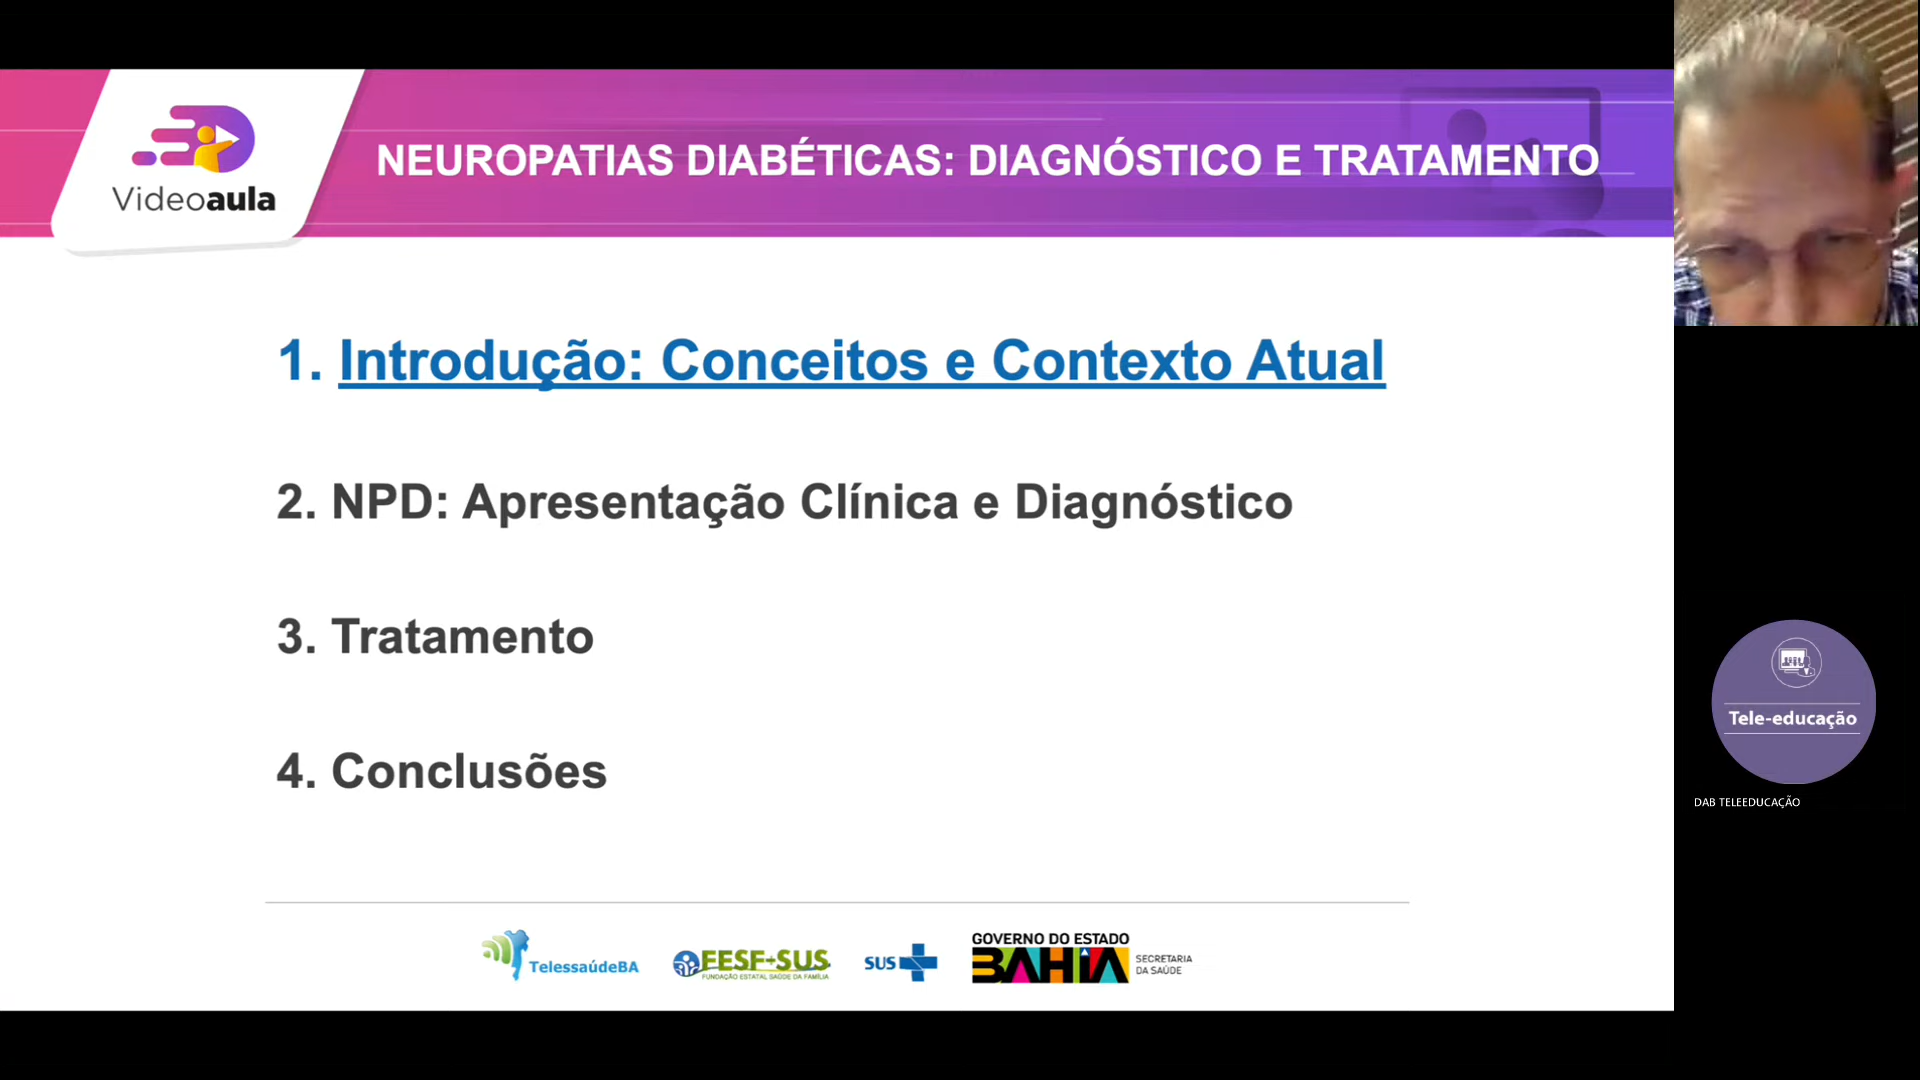 Videoaula
NEUROPATIAS DIABÉTICAS: DIAGNÓSTICO E TRATAMENTO
1. Introdução: Conceitos e Contexto Atual
2. NPD: Apresentação Clínica e Diagnóstico
3. Tratamento
4. Conclusões
TelessaúdeBA
FESF-SUS
FUNDAÇÃO ESTATAL SAÚDE DA FAMÍLIA
SUS
GOVERNO DO ESTADO
BAHIA
SECRETARIA
DA SAÚDE
Tele-educação
DAB TELEEDUCAÇÃO